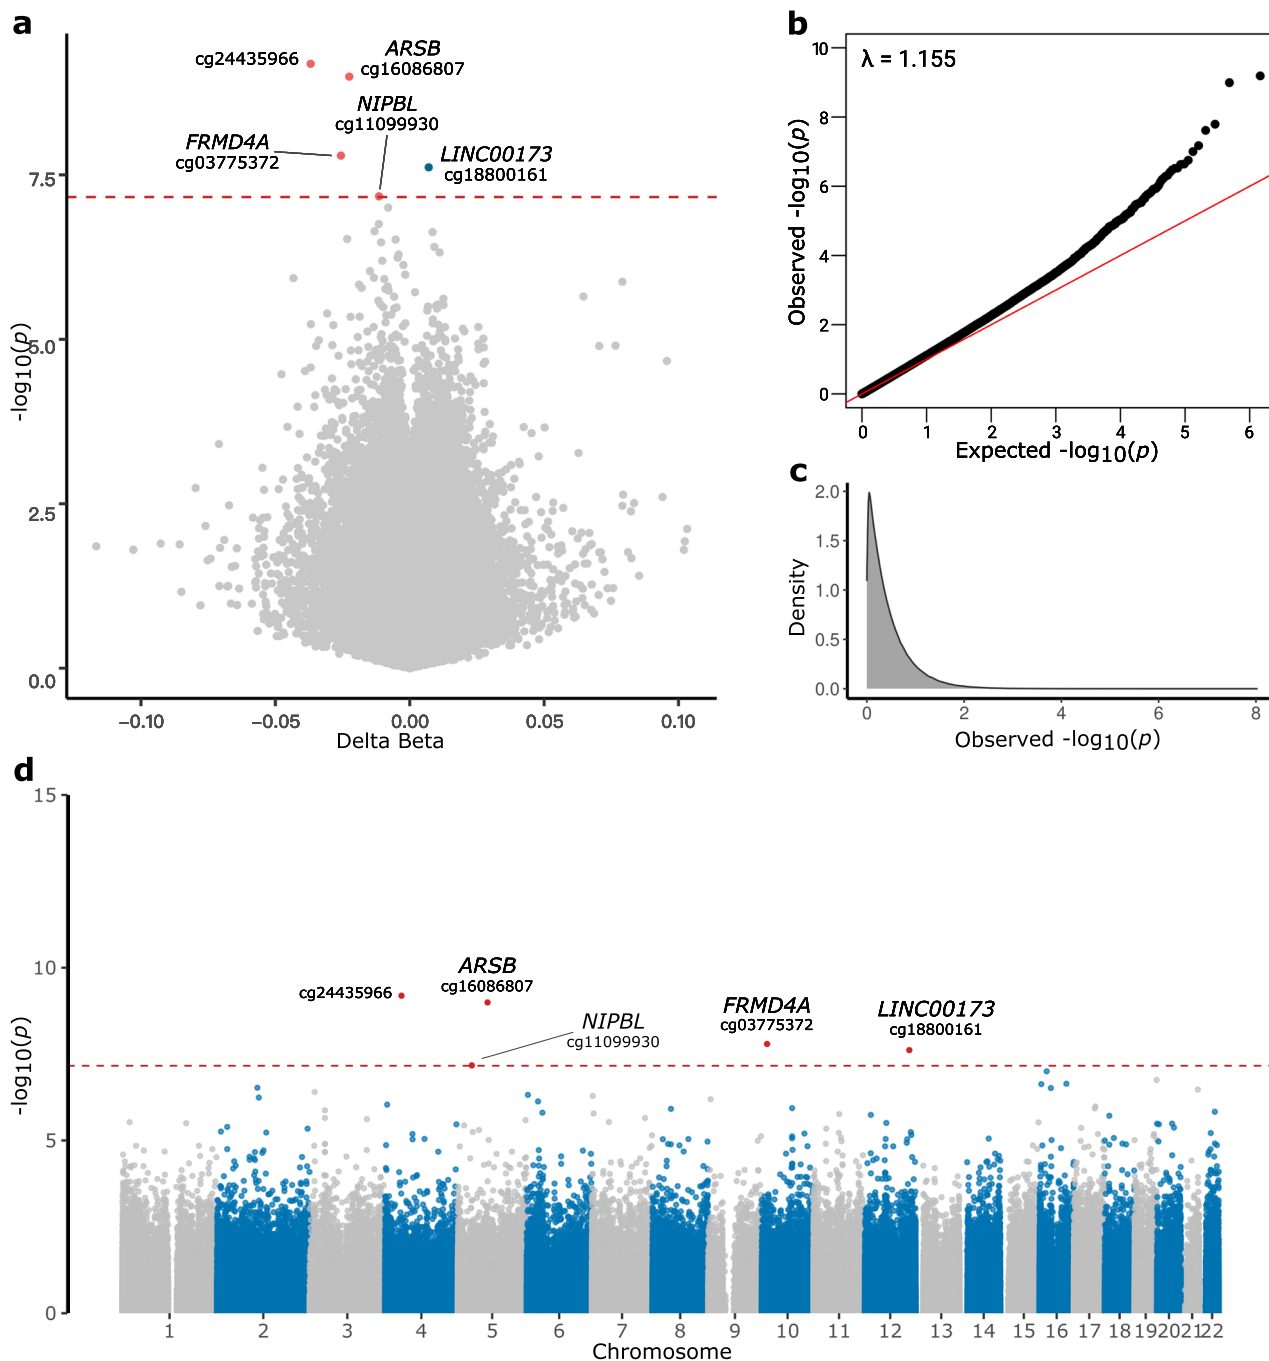 a
cg24435966
ARSB
cg16086807
NIPBL
cg11099930
FRMD4A
cg03775372
LINC00173
cg18800161
7.5
5.0
2.5
0.0
-log10(p)
−0.10
−0.05
0.00
0.05
0.10
Delta Beta
b
λ = 1.155
10
8
6
4
2
0
Observed -log10(p)
0
1
2
3
4
5
6
Expected -log10(p)
c
2.0
1.5
1.0
0.5
0.0
Density
0
2
4
6
8
Observed -log10(p)
d
15
10
5
0
-log10(p)
cg24435966
ARSB
cg16086807
NIPBL
cg11099930
FRMD4A
cg03775372
LINC00173
cg18800161
1 2 3 4 5 6 7 8 9 10 11 12 13 14 15 16 17 18 19 20 21 22
Chromosome